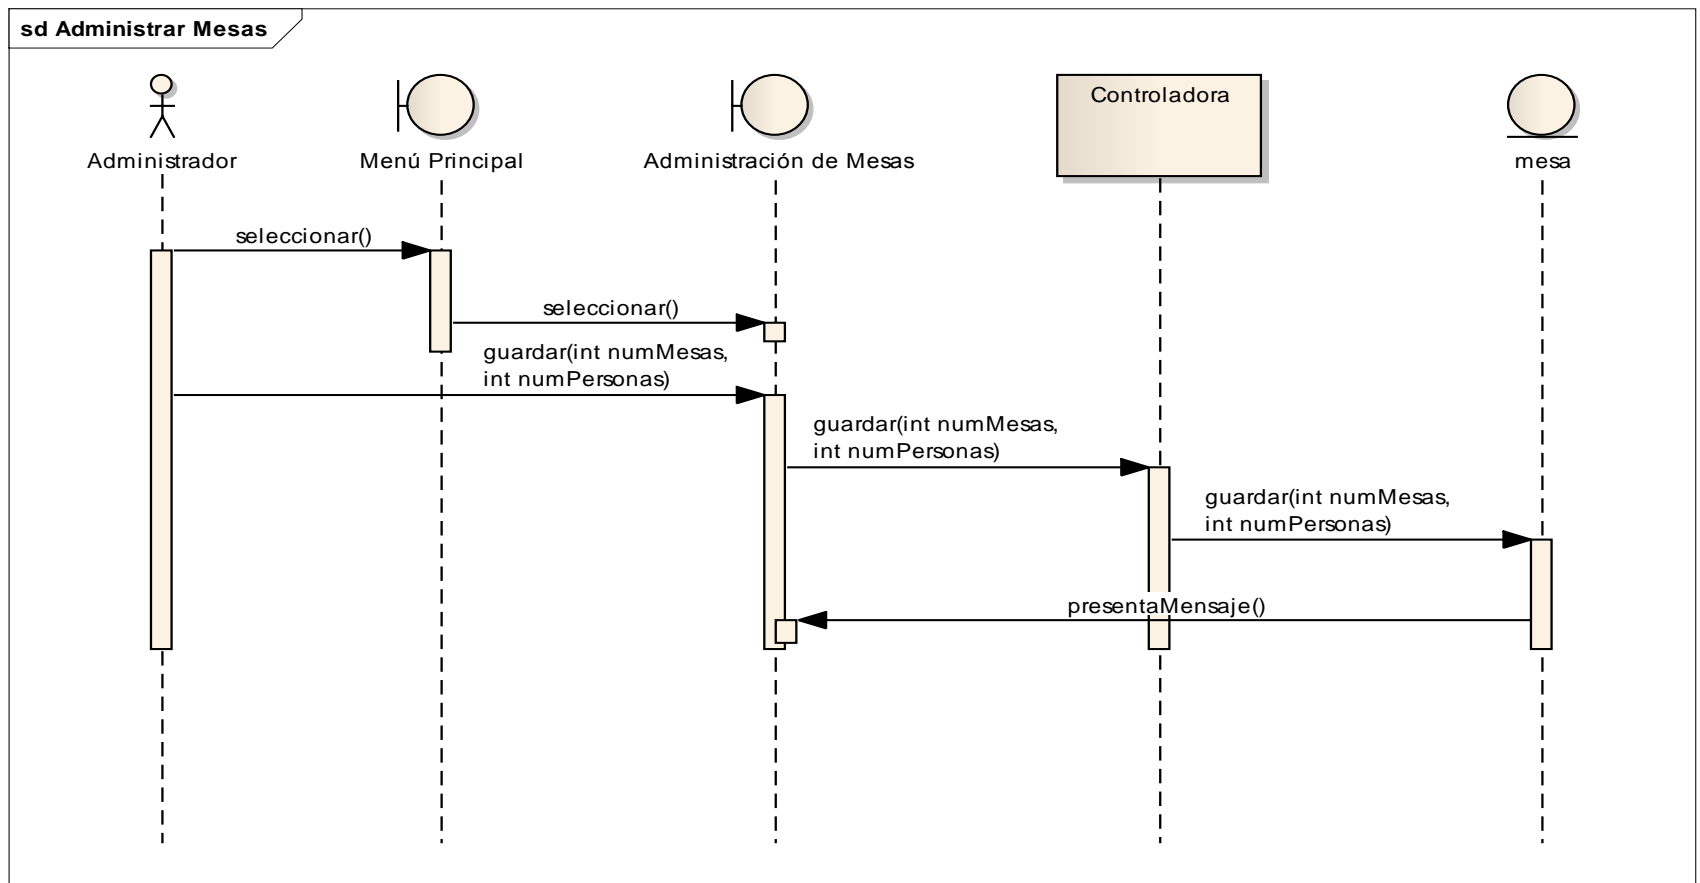 sd Administrar Mesas
Controladora
Administrador
Menú Principal
Administración de Mesas
mesa
seleccionar()
seleccionar()
guardar(int numMesas,
int numPersonas)
guardar(int numMesas,
int numPersonas)
guardar(int numMesas,
int numPersonas)
presentaMensaje()